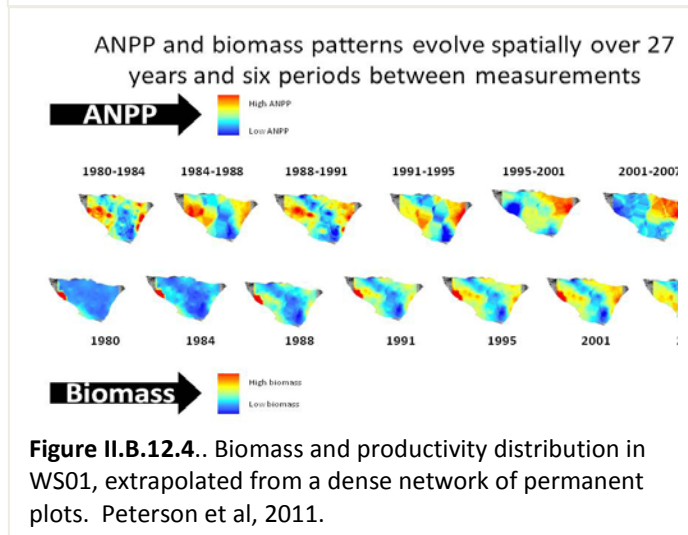 ANPP and biomass patterns evolve spatially over 27
years and six periods between measurements
ANPP
High ANPP
Low ANPP
1980-1984 1984-1988 1988-1991 1991-1995 1995-2001 2001-2007
1980 1984 1988 1991 1995 2001
Biomass
High biomass
Low biomass
Figure II.B.12.4.. Biomass and productivity distribution in
WS01, extrapolated from a dense network of permanent
plots. Peterson et al, 2011.